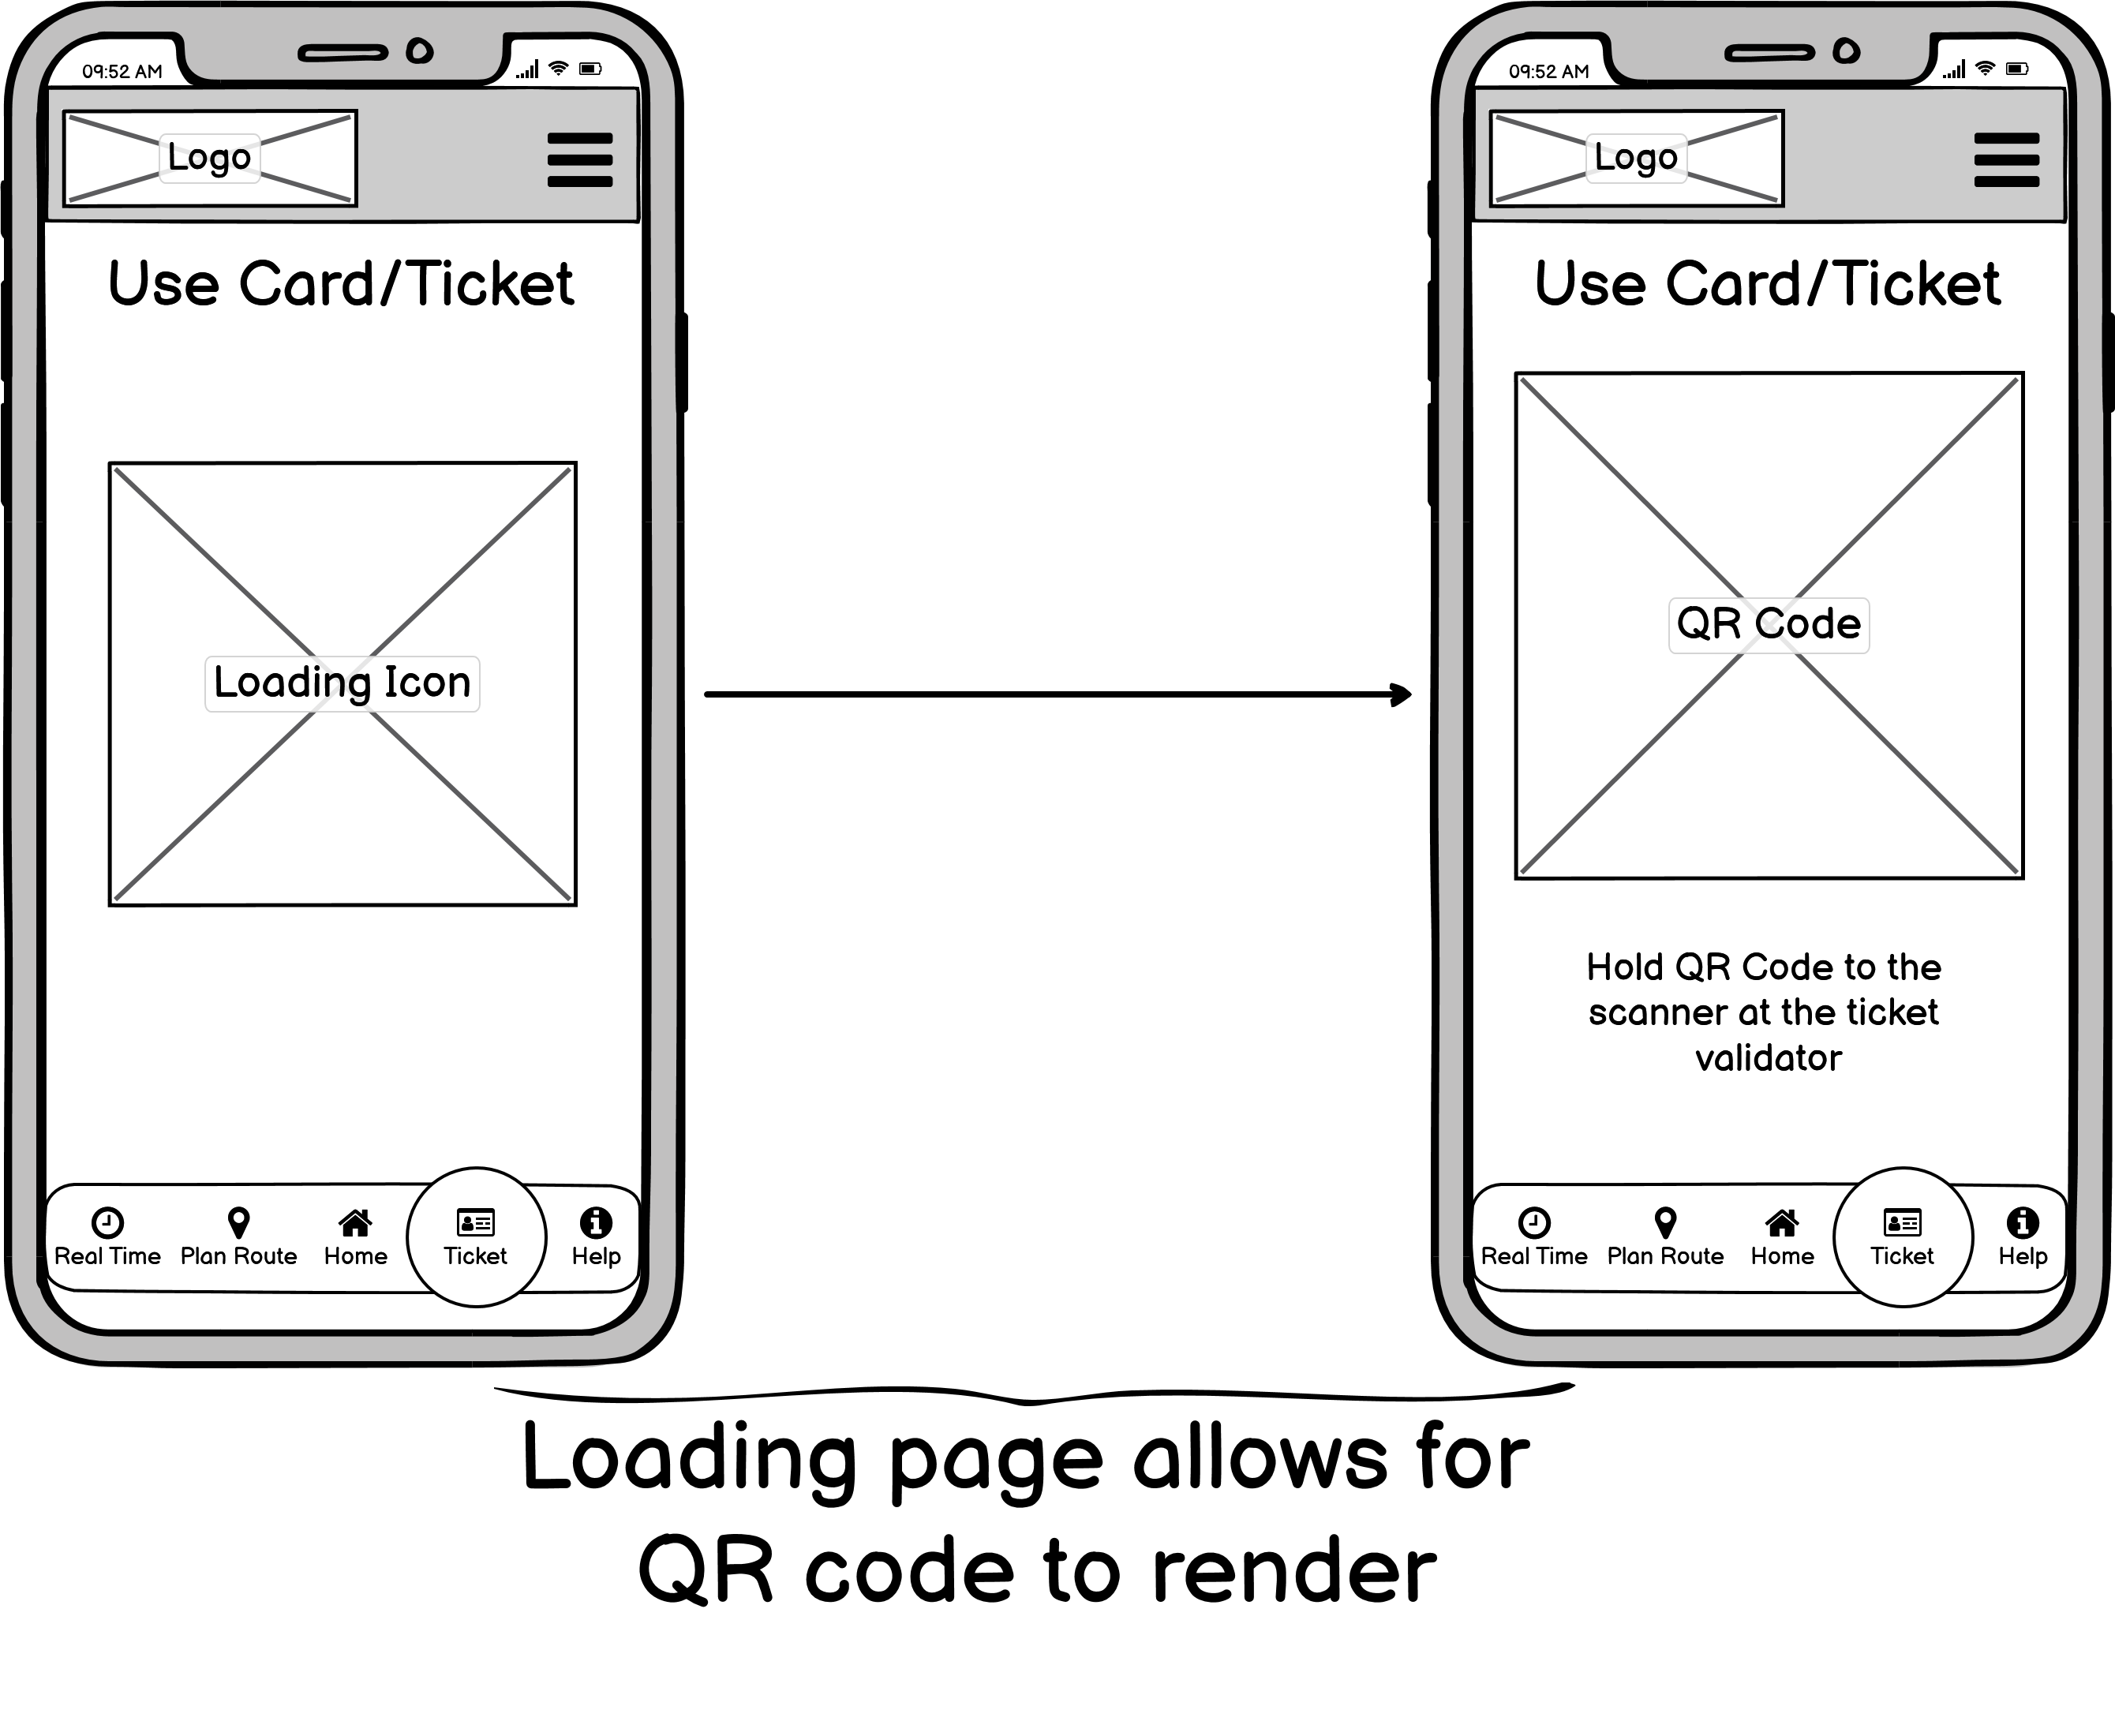 09:52 AM
Logo
Use Card/Ticket
Loading Icon
Real Time
Plan Route
Home
Ticket
Help
09:52 AM
Logo
Use Card/Ticket
QR Code
Hold QR Code to the
scanner at the ticket
validator
Real Time
Plan Route
Home
Ticket
Help
Loading page allows for
QR code to render